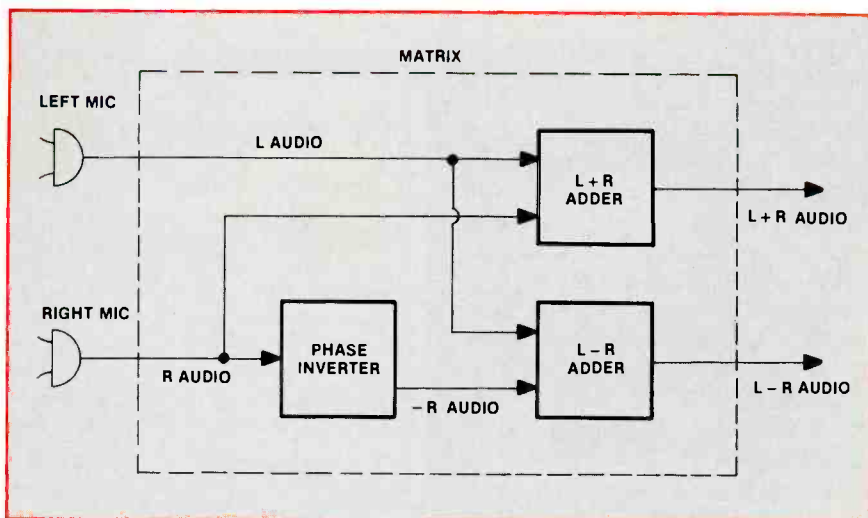 MATRIX
LEFT MIC
L AUDIO
L+R
ADDER
L+R AUDIO
RIGHT MIC
R AUDIO
PHASE
INVERTER
−R AUDIO
L−R
ADDER
L−R AUDIO